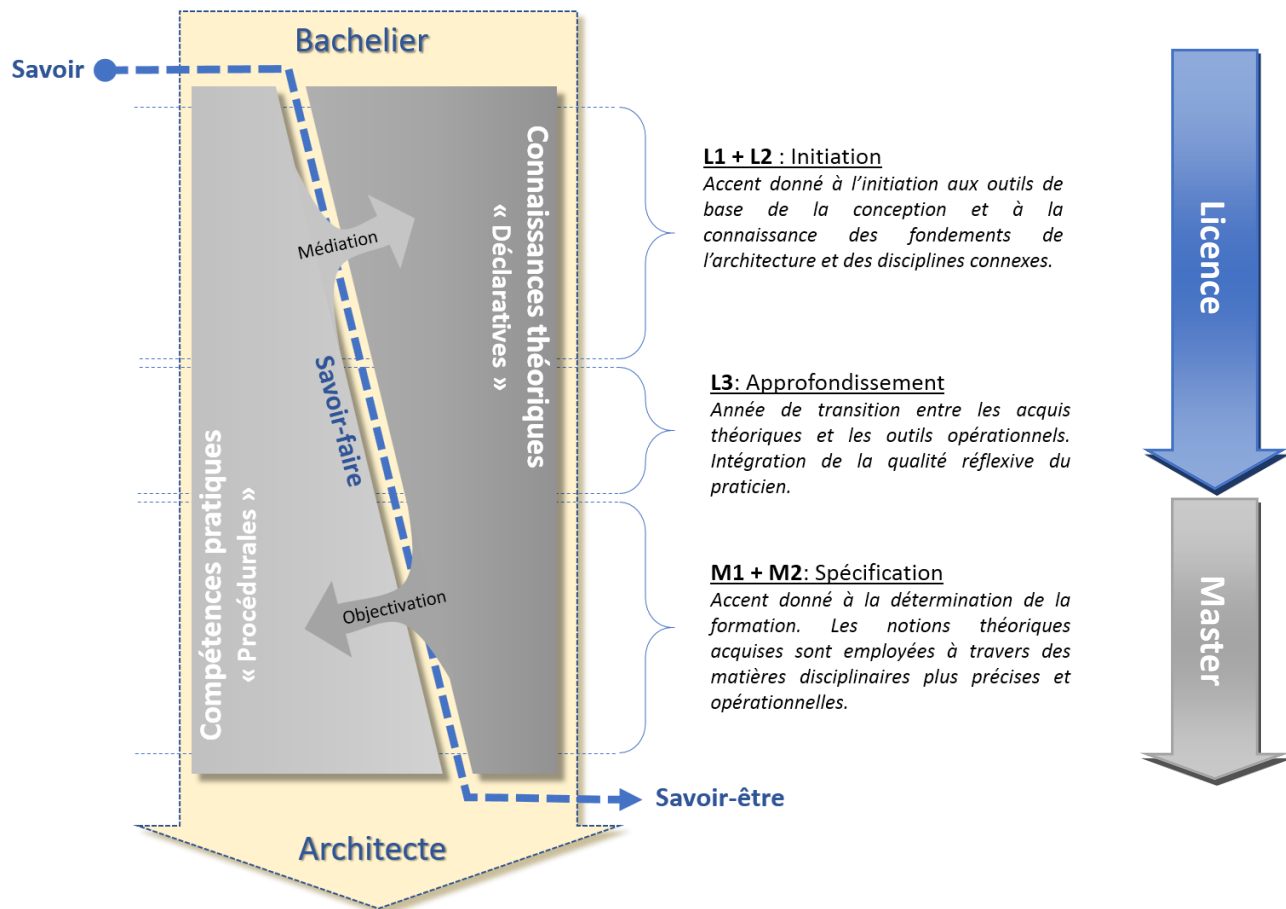 Bachelier
Savoir
Connaissances théoriques
« Déclaratives »
Médiation
Savoir-faire
Compétences pratiques
« Procédurales »
Objectivation
Savoir-être
Architecte
L1 + L2 : Initiation
Accent donné à l’initiation aux outils de
base de la conception et à la
connaissance des fondements de
l’architecture et des disciplines connexes.
L3: Approfondissement
Année de transition entre les acquis
théoriques et les outils opérationnels.
Intégration de la qualité réflexive du
praticien.
M1 + M2: Spécification
Accent donné à la détermination de la
formation. Les notions théoriques
acquises sont employées à travers des
matières disciplinaires plus précises et
opérationnelles.
Licence
Master